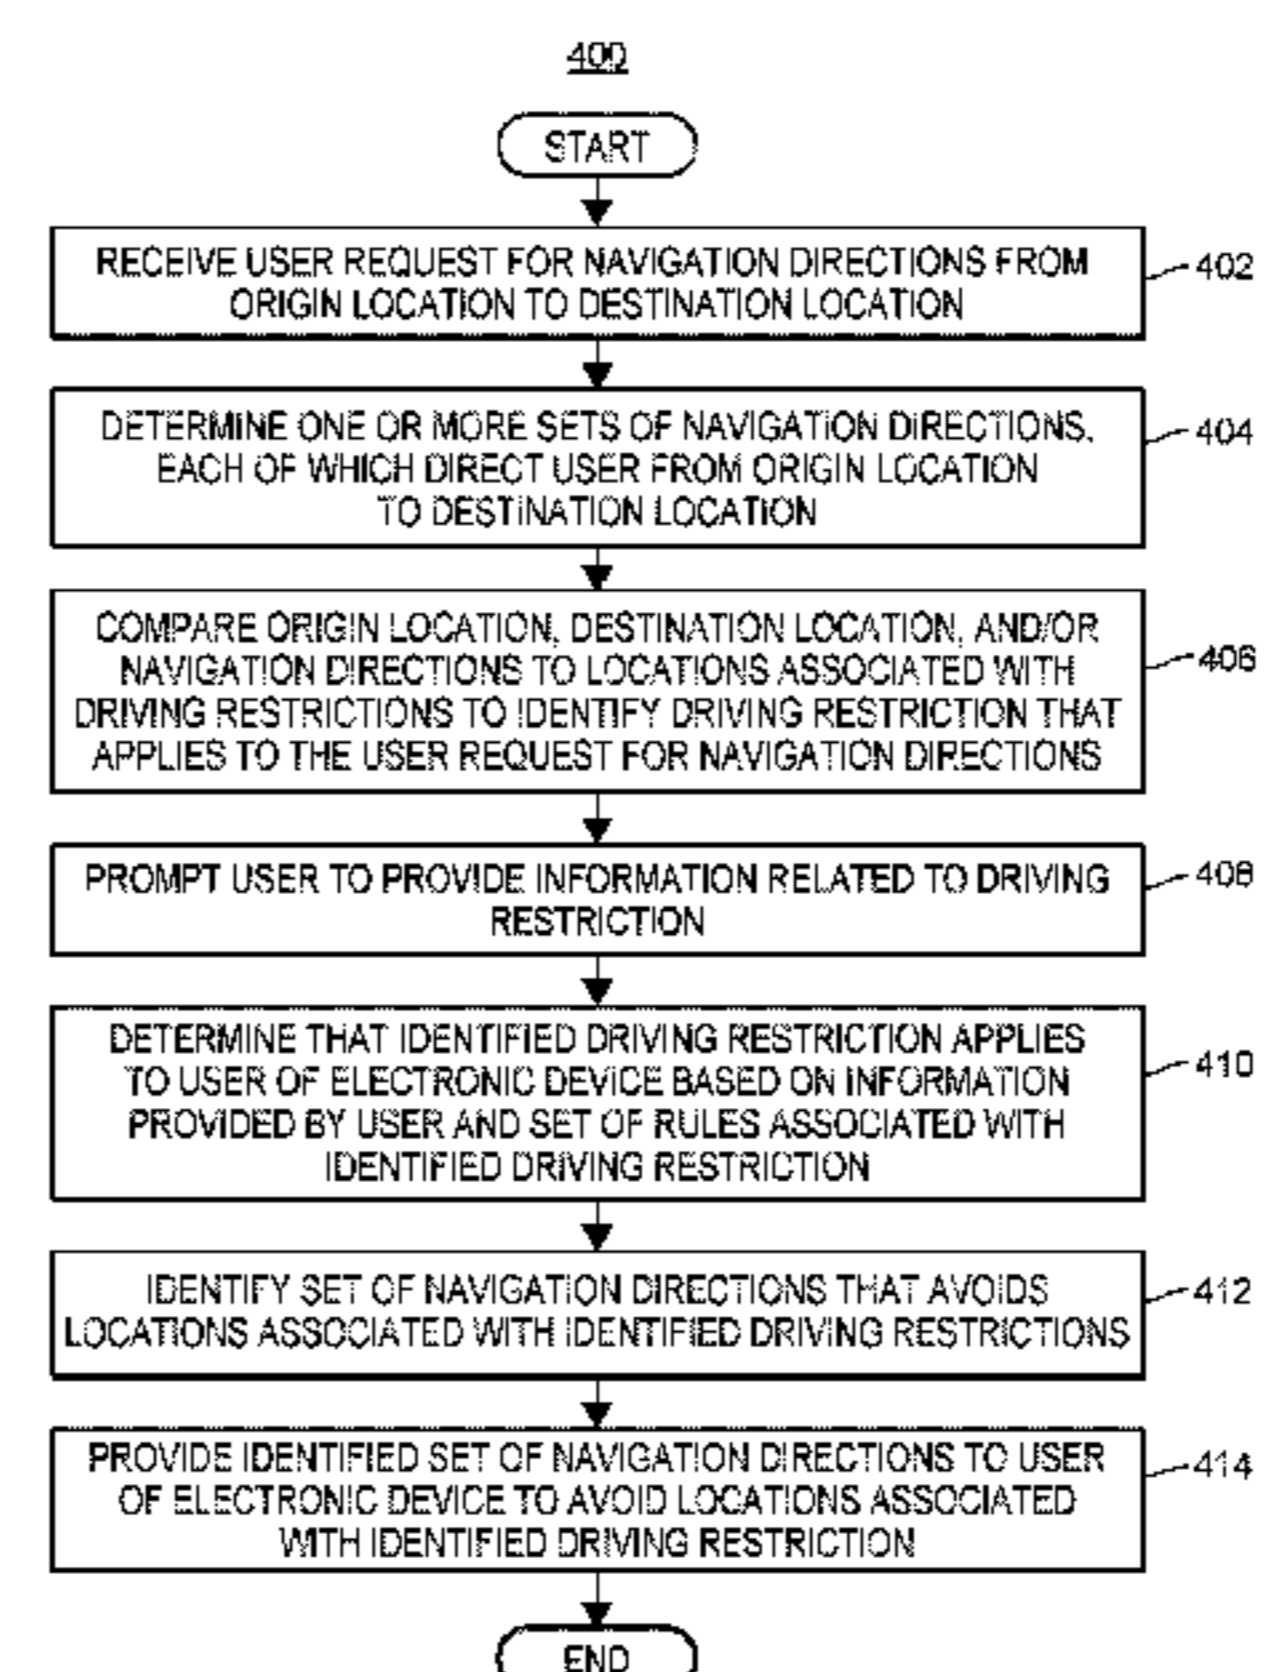 400
START
RECEIVE USER REQUEST FOR NAVIGATION DIRECTIONS FROM
ORIGIN LOCATION TO DESTINATION LOCATION
402
DETERMINE ONE OR MORE SETS OF NAVIGATION DIRECTIONS,
EACH OF WHICH DIRECT USER FROM ORIGIN LOCATION
TO DESTINATION LOCATION
404
COMPARE ORIGIN LOCATION, DESTINATION LOCATION, AND/OR
NAVIGATION DIRECTIONS TO LOCATIONS ASSOCIATED WITH
DRIVING RESTRICTIONS TO IDENTIFY DRIVING RESTRICTION THAT
APPLIES TO THE USER REQUEST FOR NAVIGATION DIRECTIONS
406
PROMPT USER TO PROVIDE INFORMATION RELATED TO DRIVING
RESTRICTION
408
DETERMINE THAT IDENTIFIED DRIVING RESTRICTION APPLIES
TO USER OF ELECTRONIC DEVICE BASED ON INFORMATION
PROVIDED BY USER AND SET OF RULES ASSOCIATED WITH
IDENTIFIED DRIVING RESTRICTION
410
IDENTIFY SET OF NAVIGATION DIRECTIONS THAT AVOIDS
LOCATIONS ASSOCIATED WITH IDENTIFIED DRIVING RESTRICTIONS
412
PROVIDE IDENTIFIED SET OF NAVIGATION DIRECTIONS TO USER
OF ELECTRONIC DEVICE TO AVOID LOCATIONS ASSOCIATED
WITH IDENTIFIED DRIVING RESTRICTION
414
END